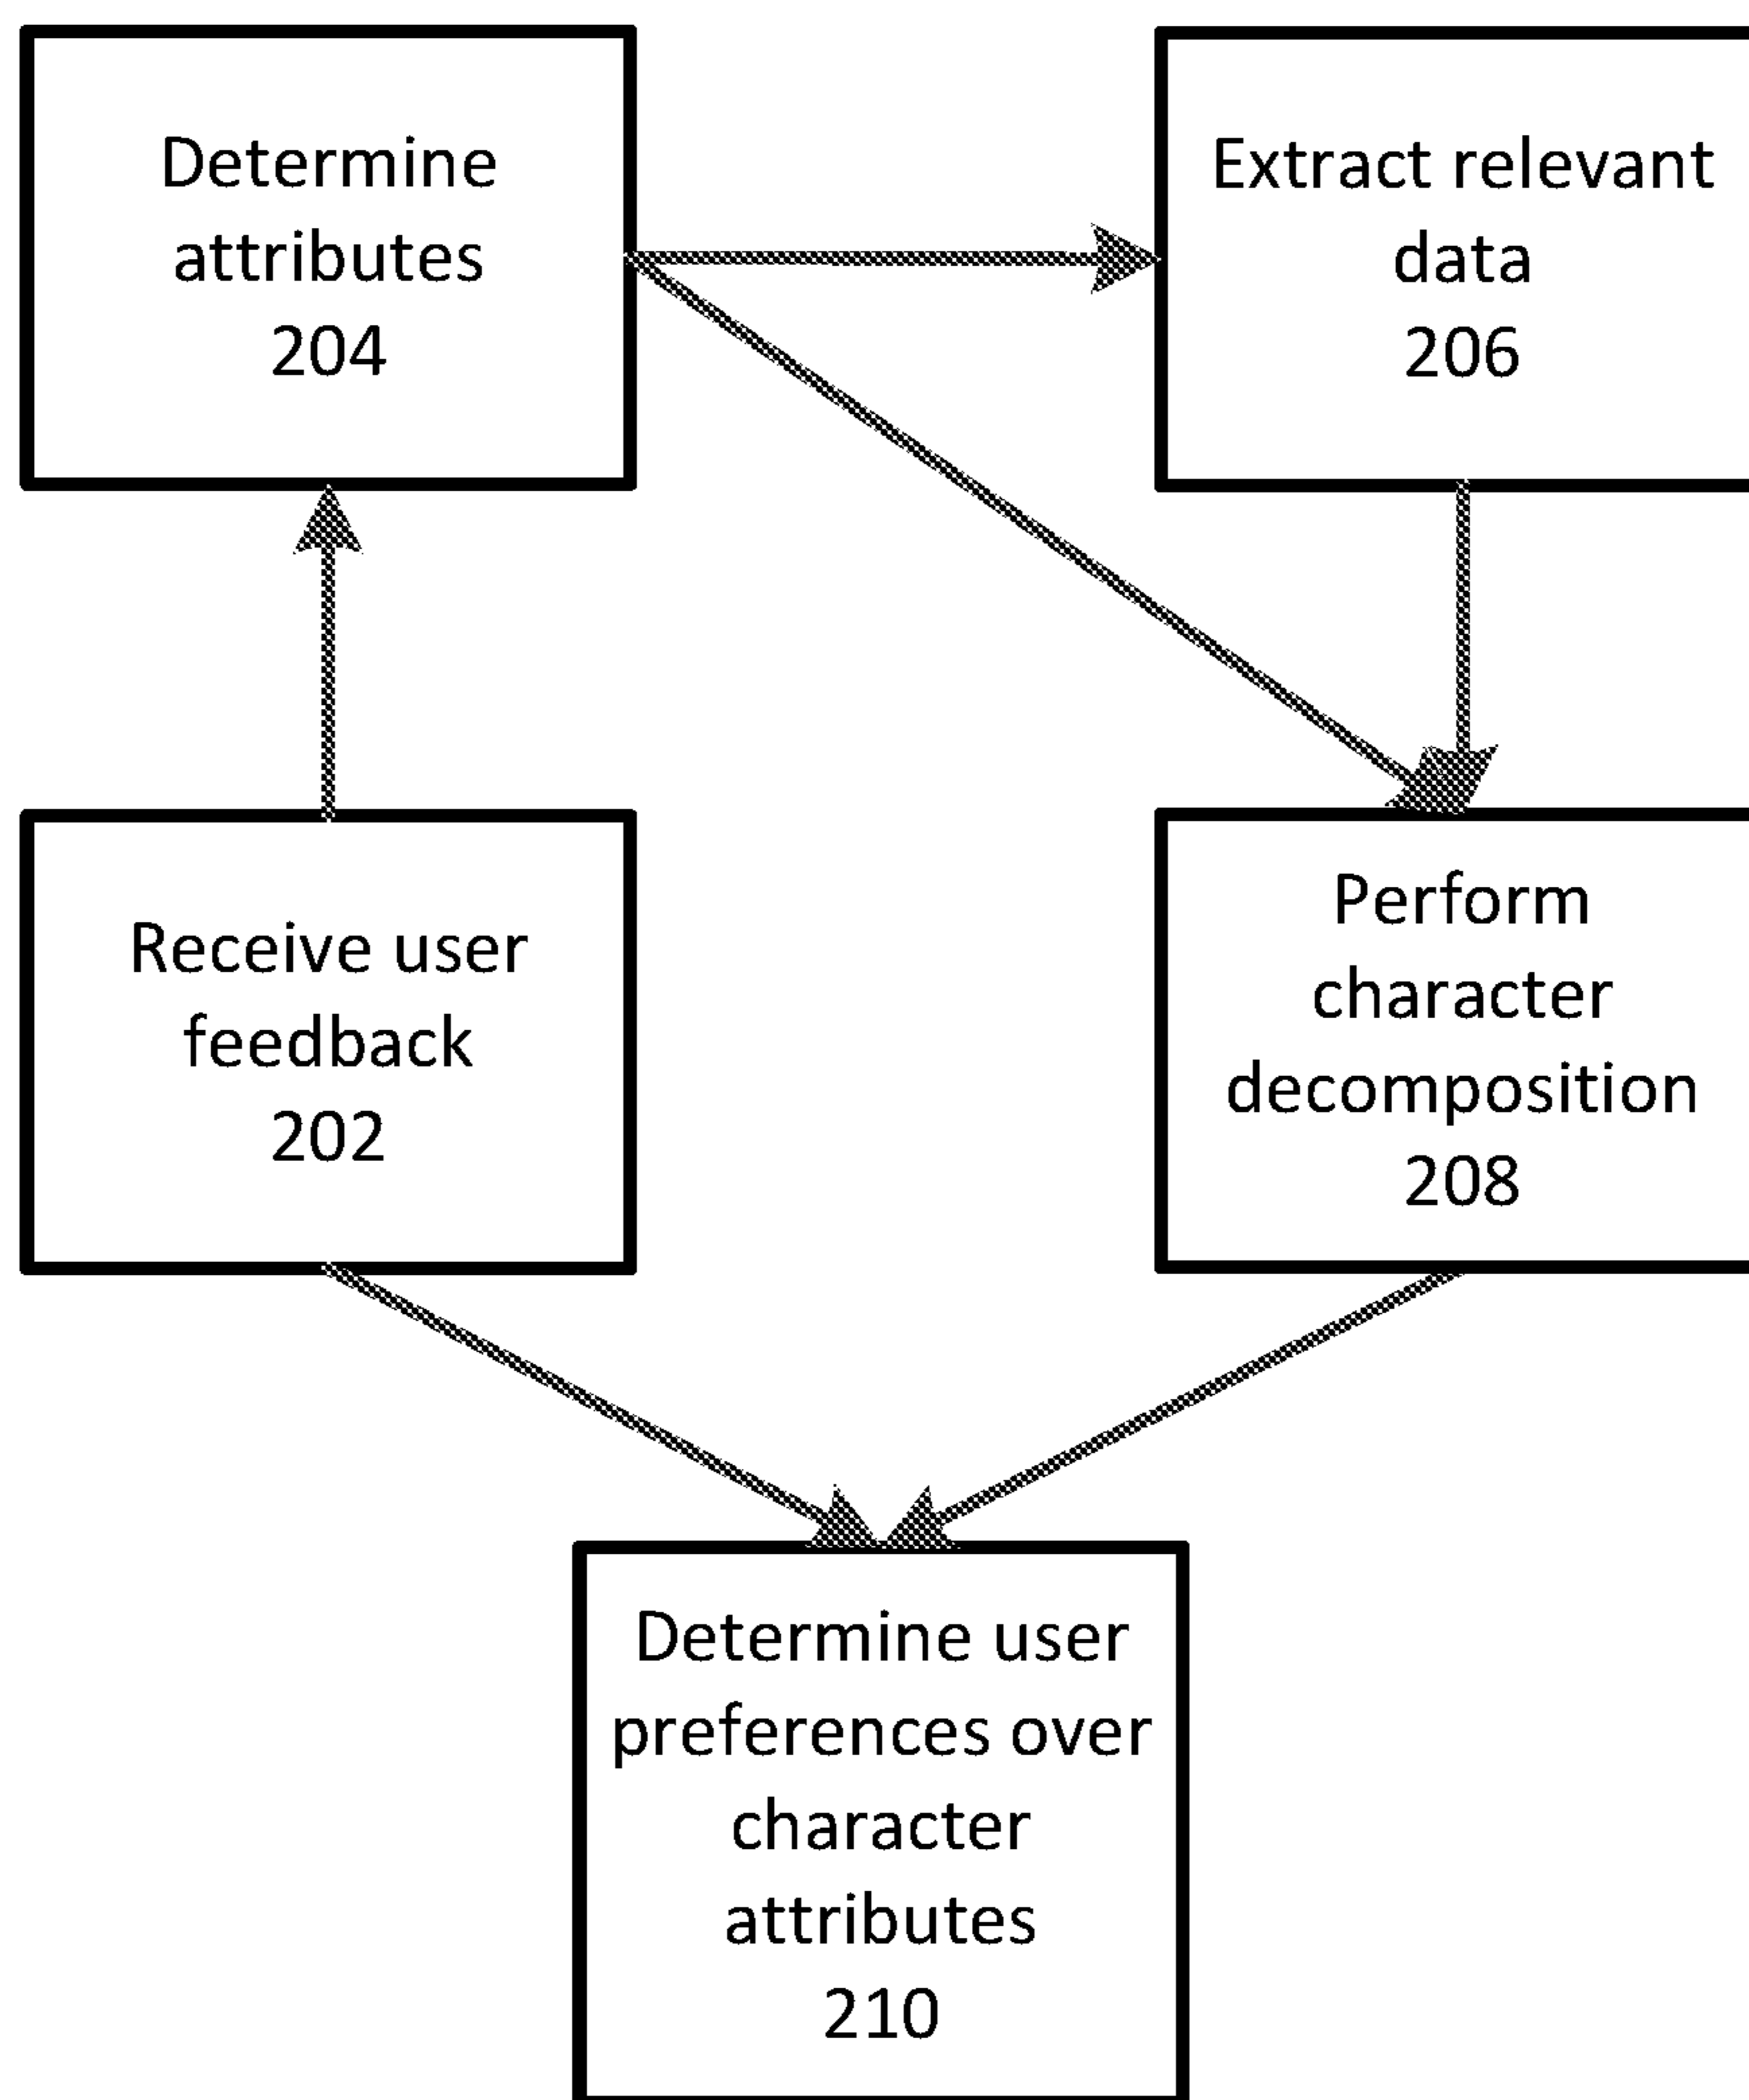 Determine
attributes
204
Extract relevant
data
206
Receive user
feedback
202
Perform
character
decomposition
208
Determine user
preferences over
character
attributes
210